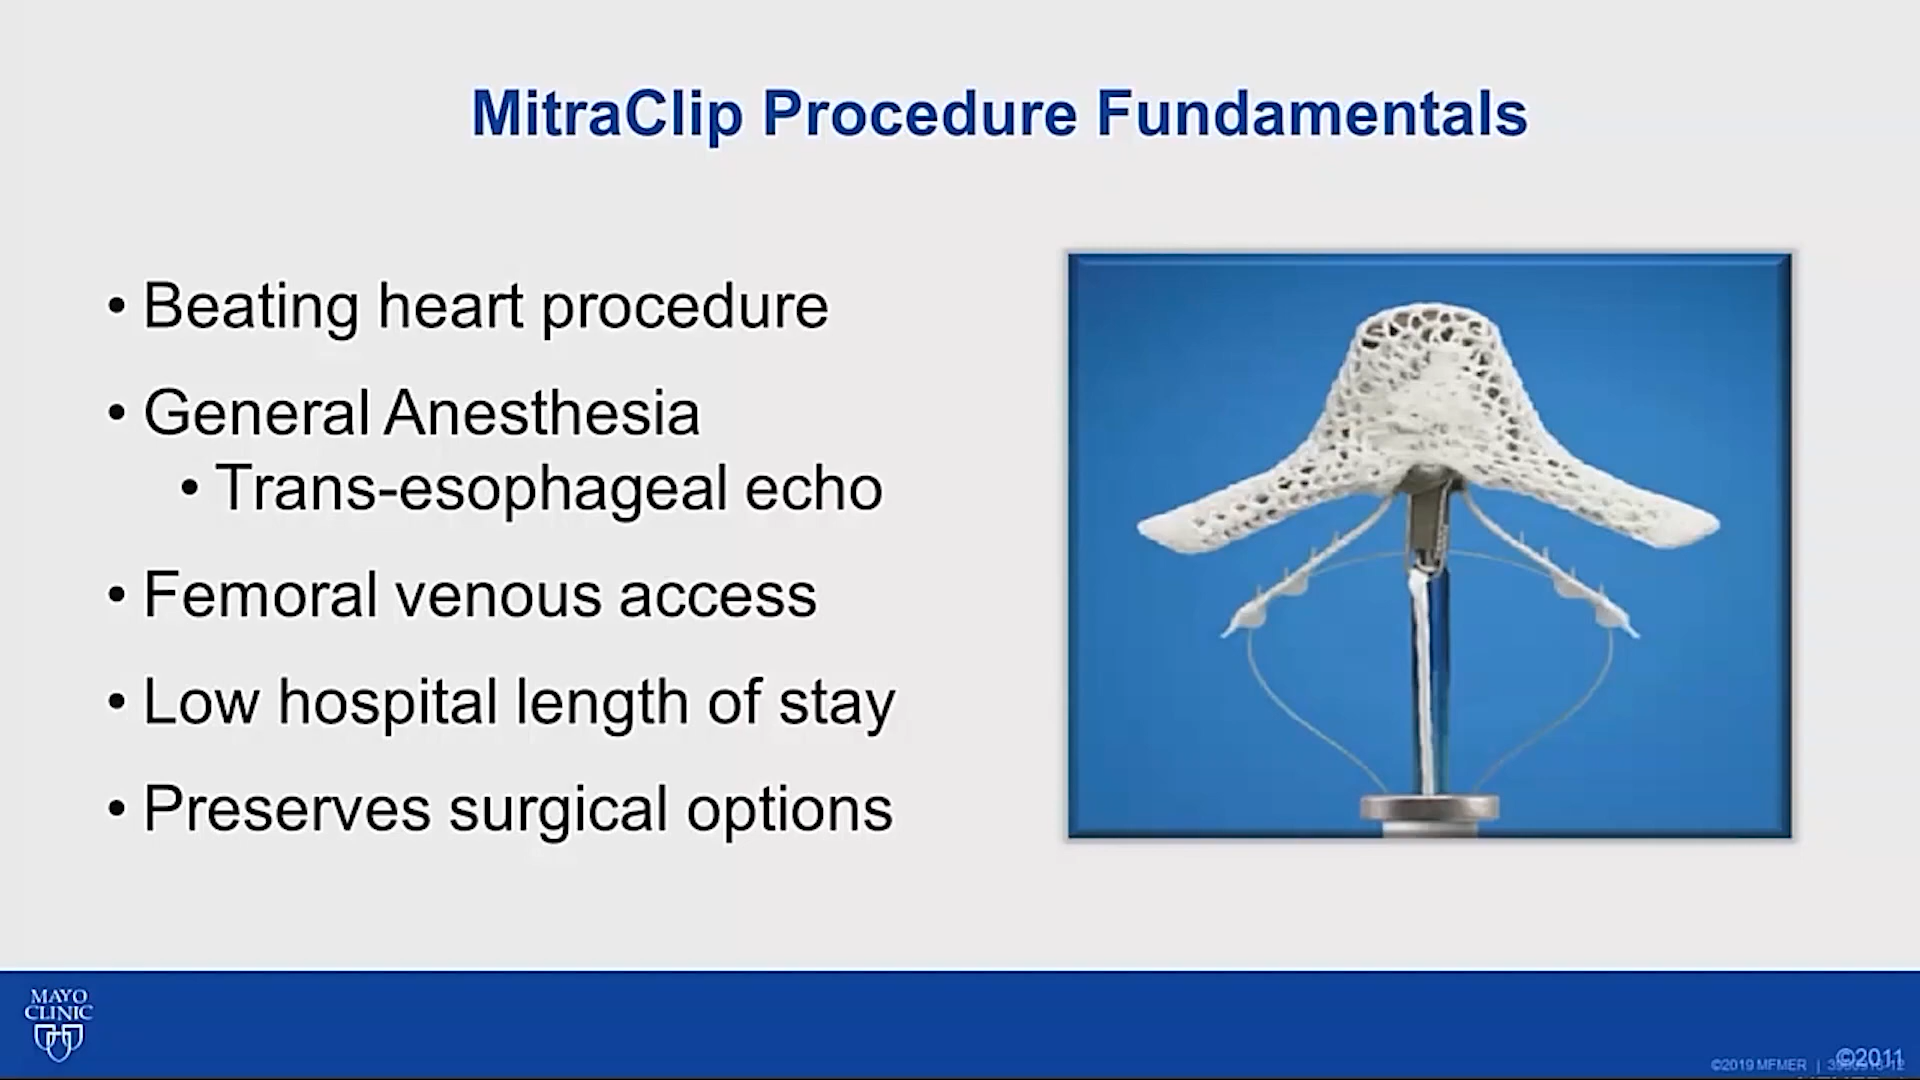 MitraClip Procedure Fundamentals
• Beating heart procedure
• General Anesthesia
• Trans-esophageal echo
• Femoral venous access
• Low hospital length of stay
• Preserves surgical options
MAYO
CLINIC
©2011
©2019 MFMER |